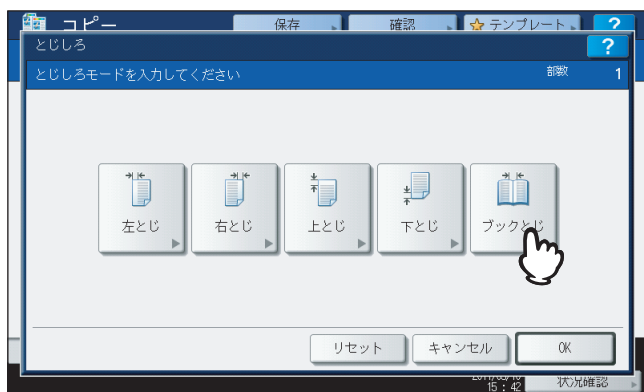 コピー 保存 確認 テンプレート ?
とじしろ ?
とじしろモードを入力してください 部数 1
左とじ 右とじ 上とじ 下とじ ブックとじ
リセット キャンセル OK
15:42 状況確認